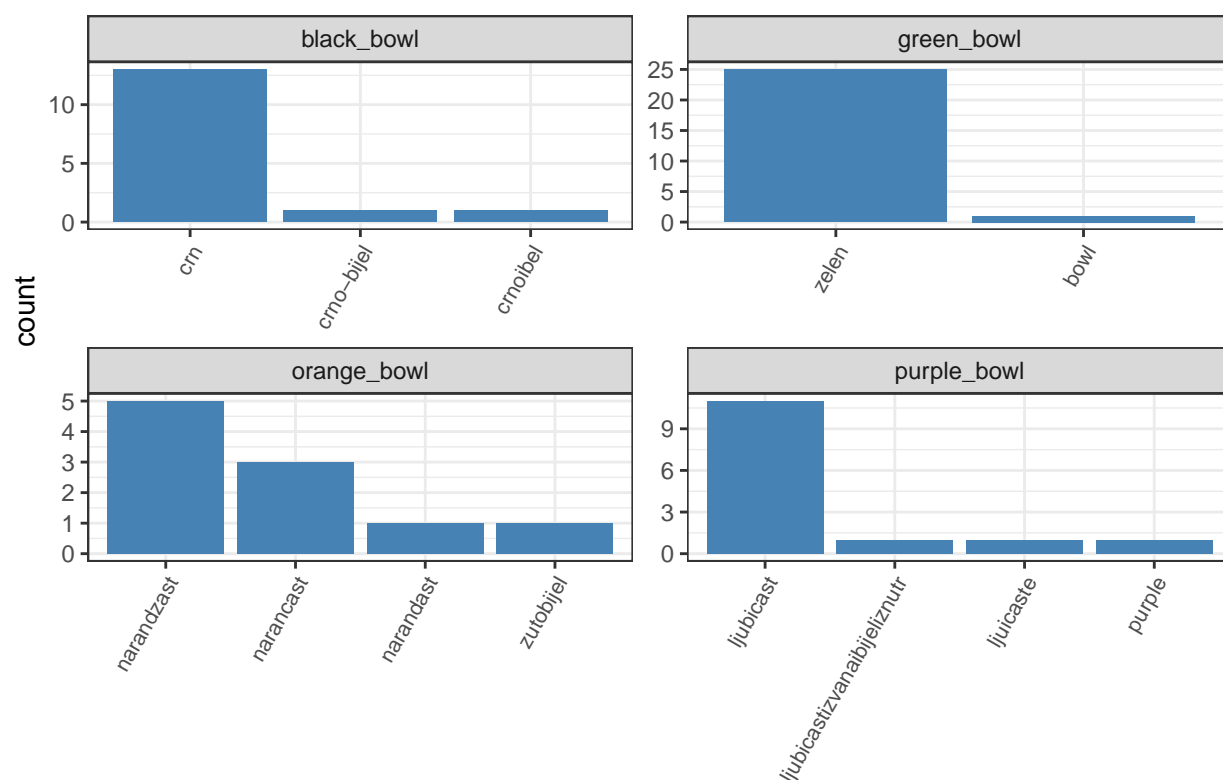 black_bowl
green_bowl
10
5
0
25
20
15
10
5
0
crn
crno−bijel
crnoibel
zelen
bowl
count
orange_bowl
purple_bowl
5
4
3
2
1
0
9
6
3
0
narandzast
narancast
narandast
zutobijel
ljubicast
ljubicastizvanaibijeliznutr
ljuicaste
purple